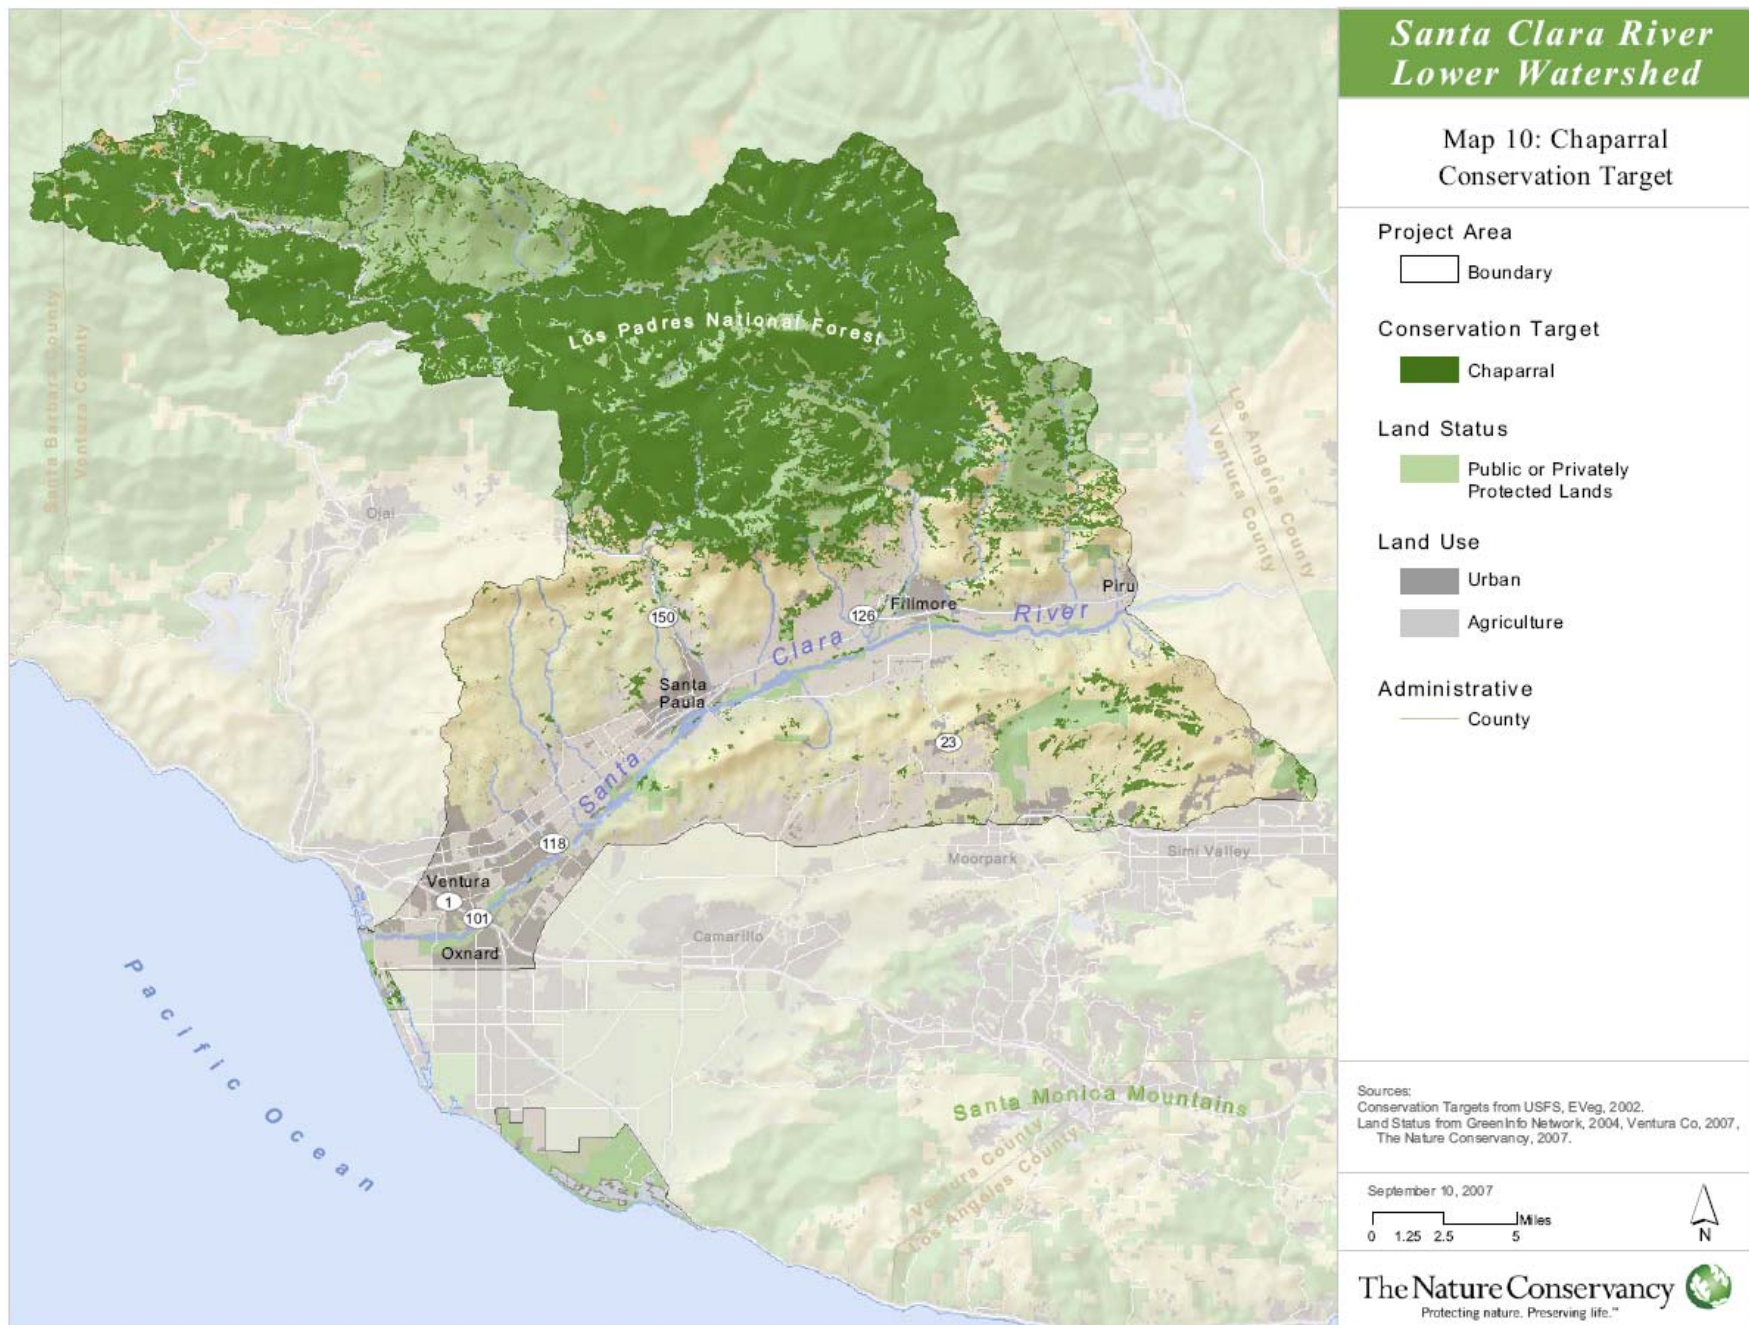 Santa Clara River
Lower Watershed
Map 10: Chaparral
Conservation Target
Project Area
Boundary
Conservation Target
Chaparral
Land Status
Public or Privately
Protected Lands
Land Use
Urban
Agriculture
Administrative
County
Sources:
Conservation Targets from USFS, EVeg, 2002.
Land Status from GreenInfo Network, 2004, Ventura Co, 2007,
The Nature Conservancy, 2007.
September 10, 2007
Miles
0 1.25 2.5 5
N
The Nature Conservancy
Protecting nature. Preserving life.™
Los Padres National Forest
Santa Barbara County
Ventura County
Los Angeles County
Ventura County
Ojai
Piru
Fillmore
126
150
Santa Clara River
Santa
Paula
23
118
Ventura
1
101
Oxnard
Moorpark
Simi Valley
Camarillo
Pacific Ocean
Santa Monica Mountains
Ventura County
Los Angeles County